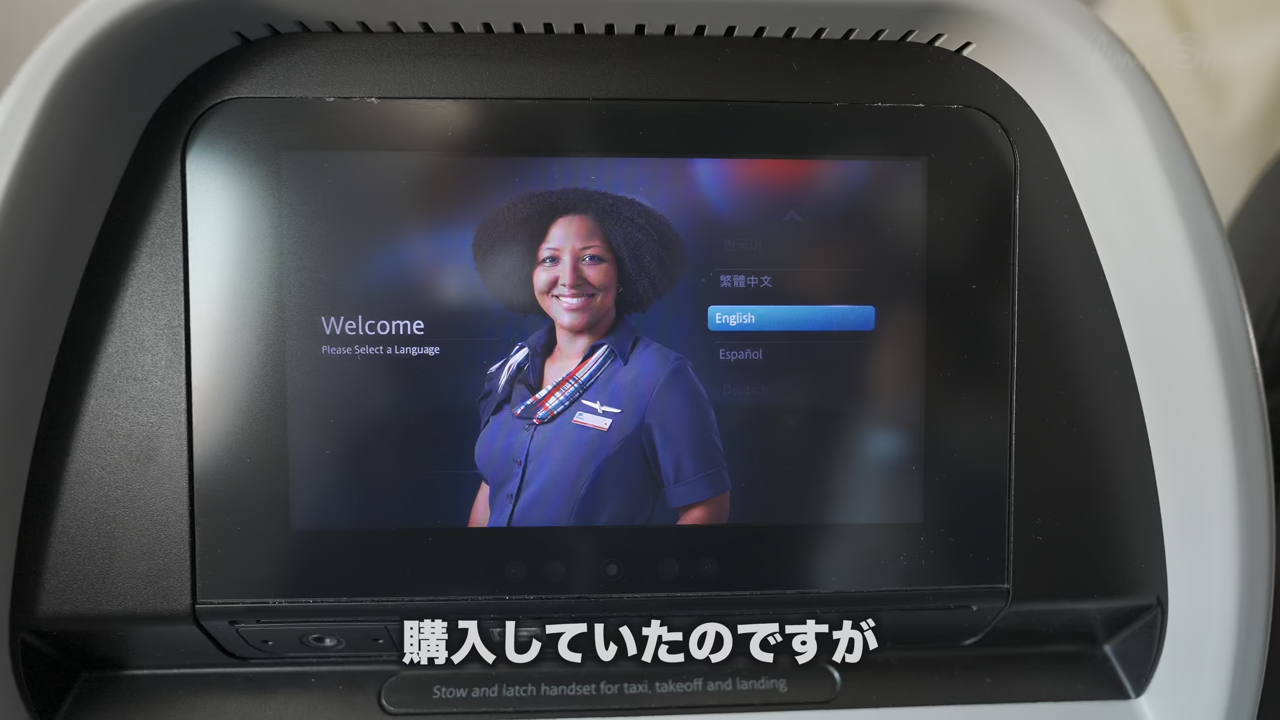 Welcome
Please Select a Language
繁體中文
English
Español
Deutsch
購入していたのですが
Stow and latch handset for taxi, takeoff and landing